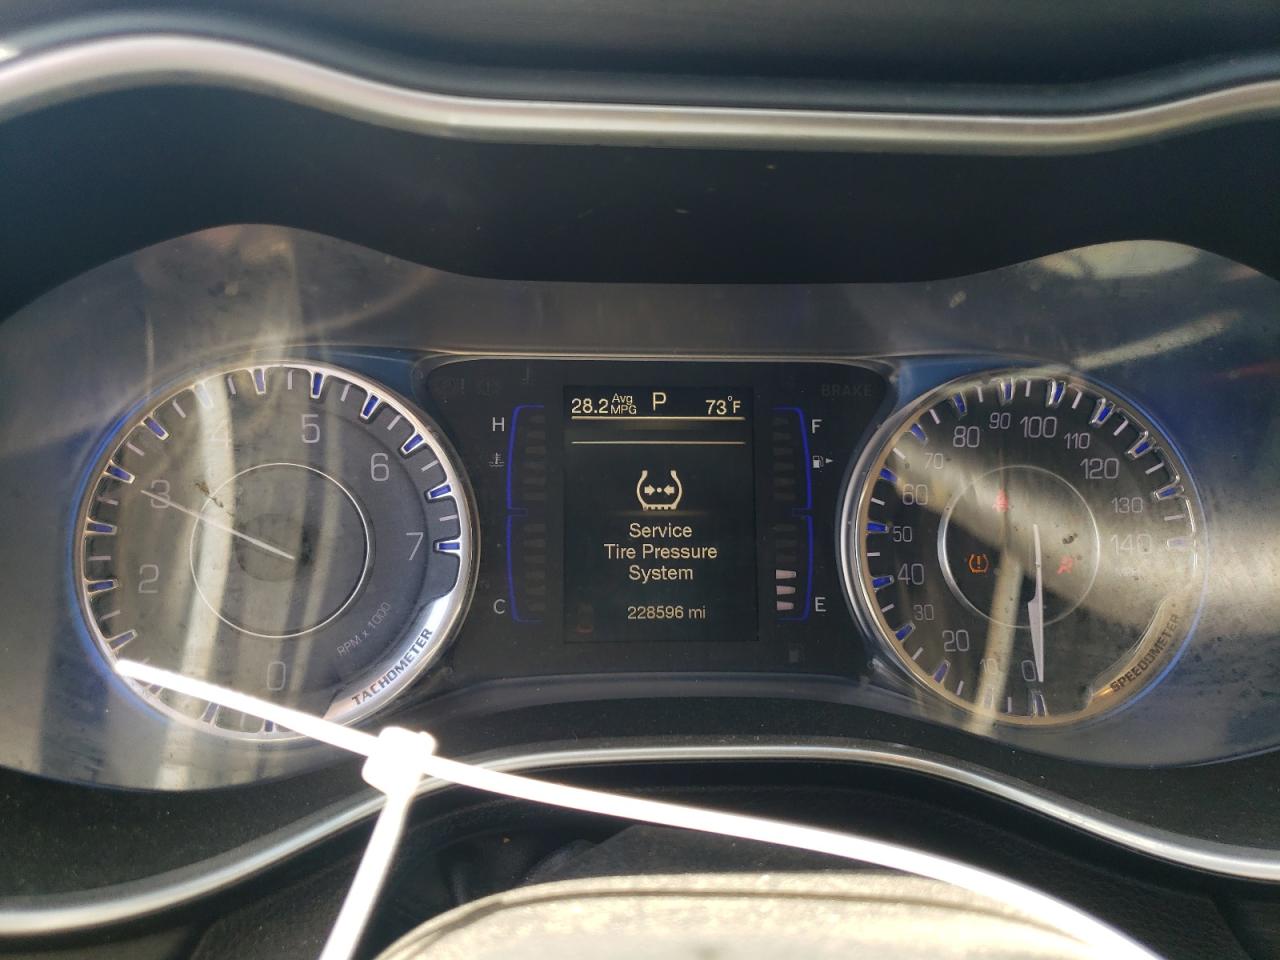 28.2 Avg MPG P 73°F
Service
Tire Pressure
System
228596 mi
H
C
F
E
BRAKE
0
2
3
5
6
7
RPM x 1000
TACHOMETER
0
10
20
30
40
50
60
70
80
90
100
110
120
130
140
SPEEDOMETER